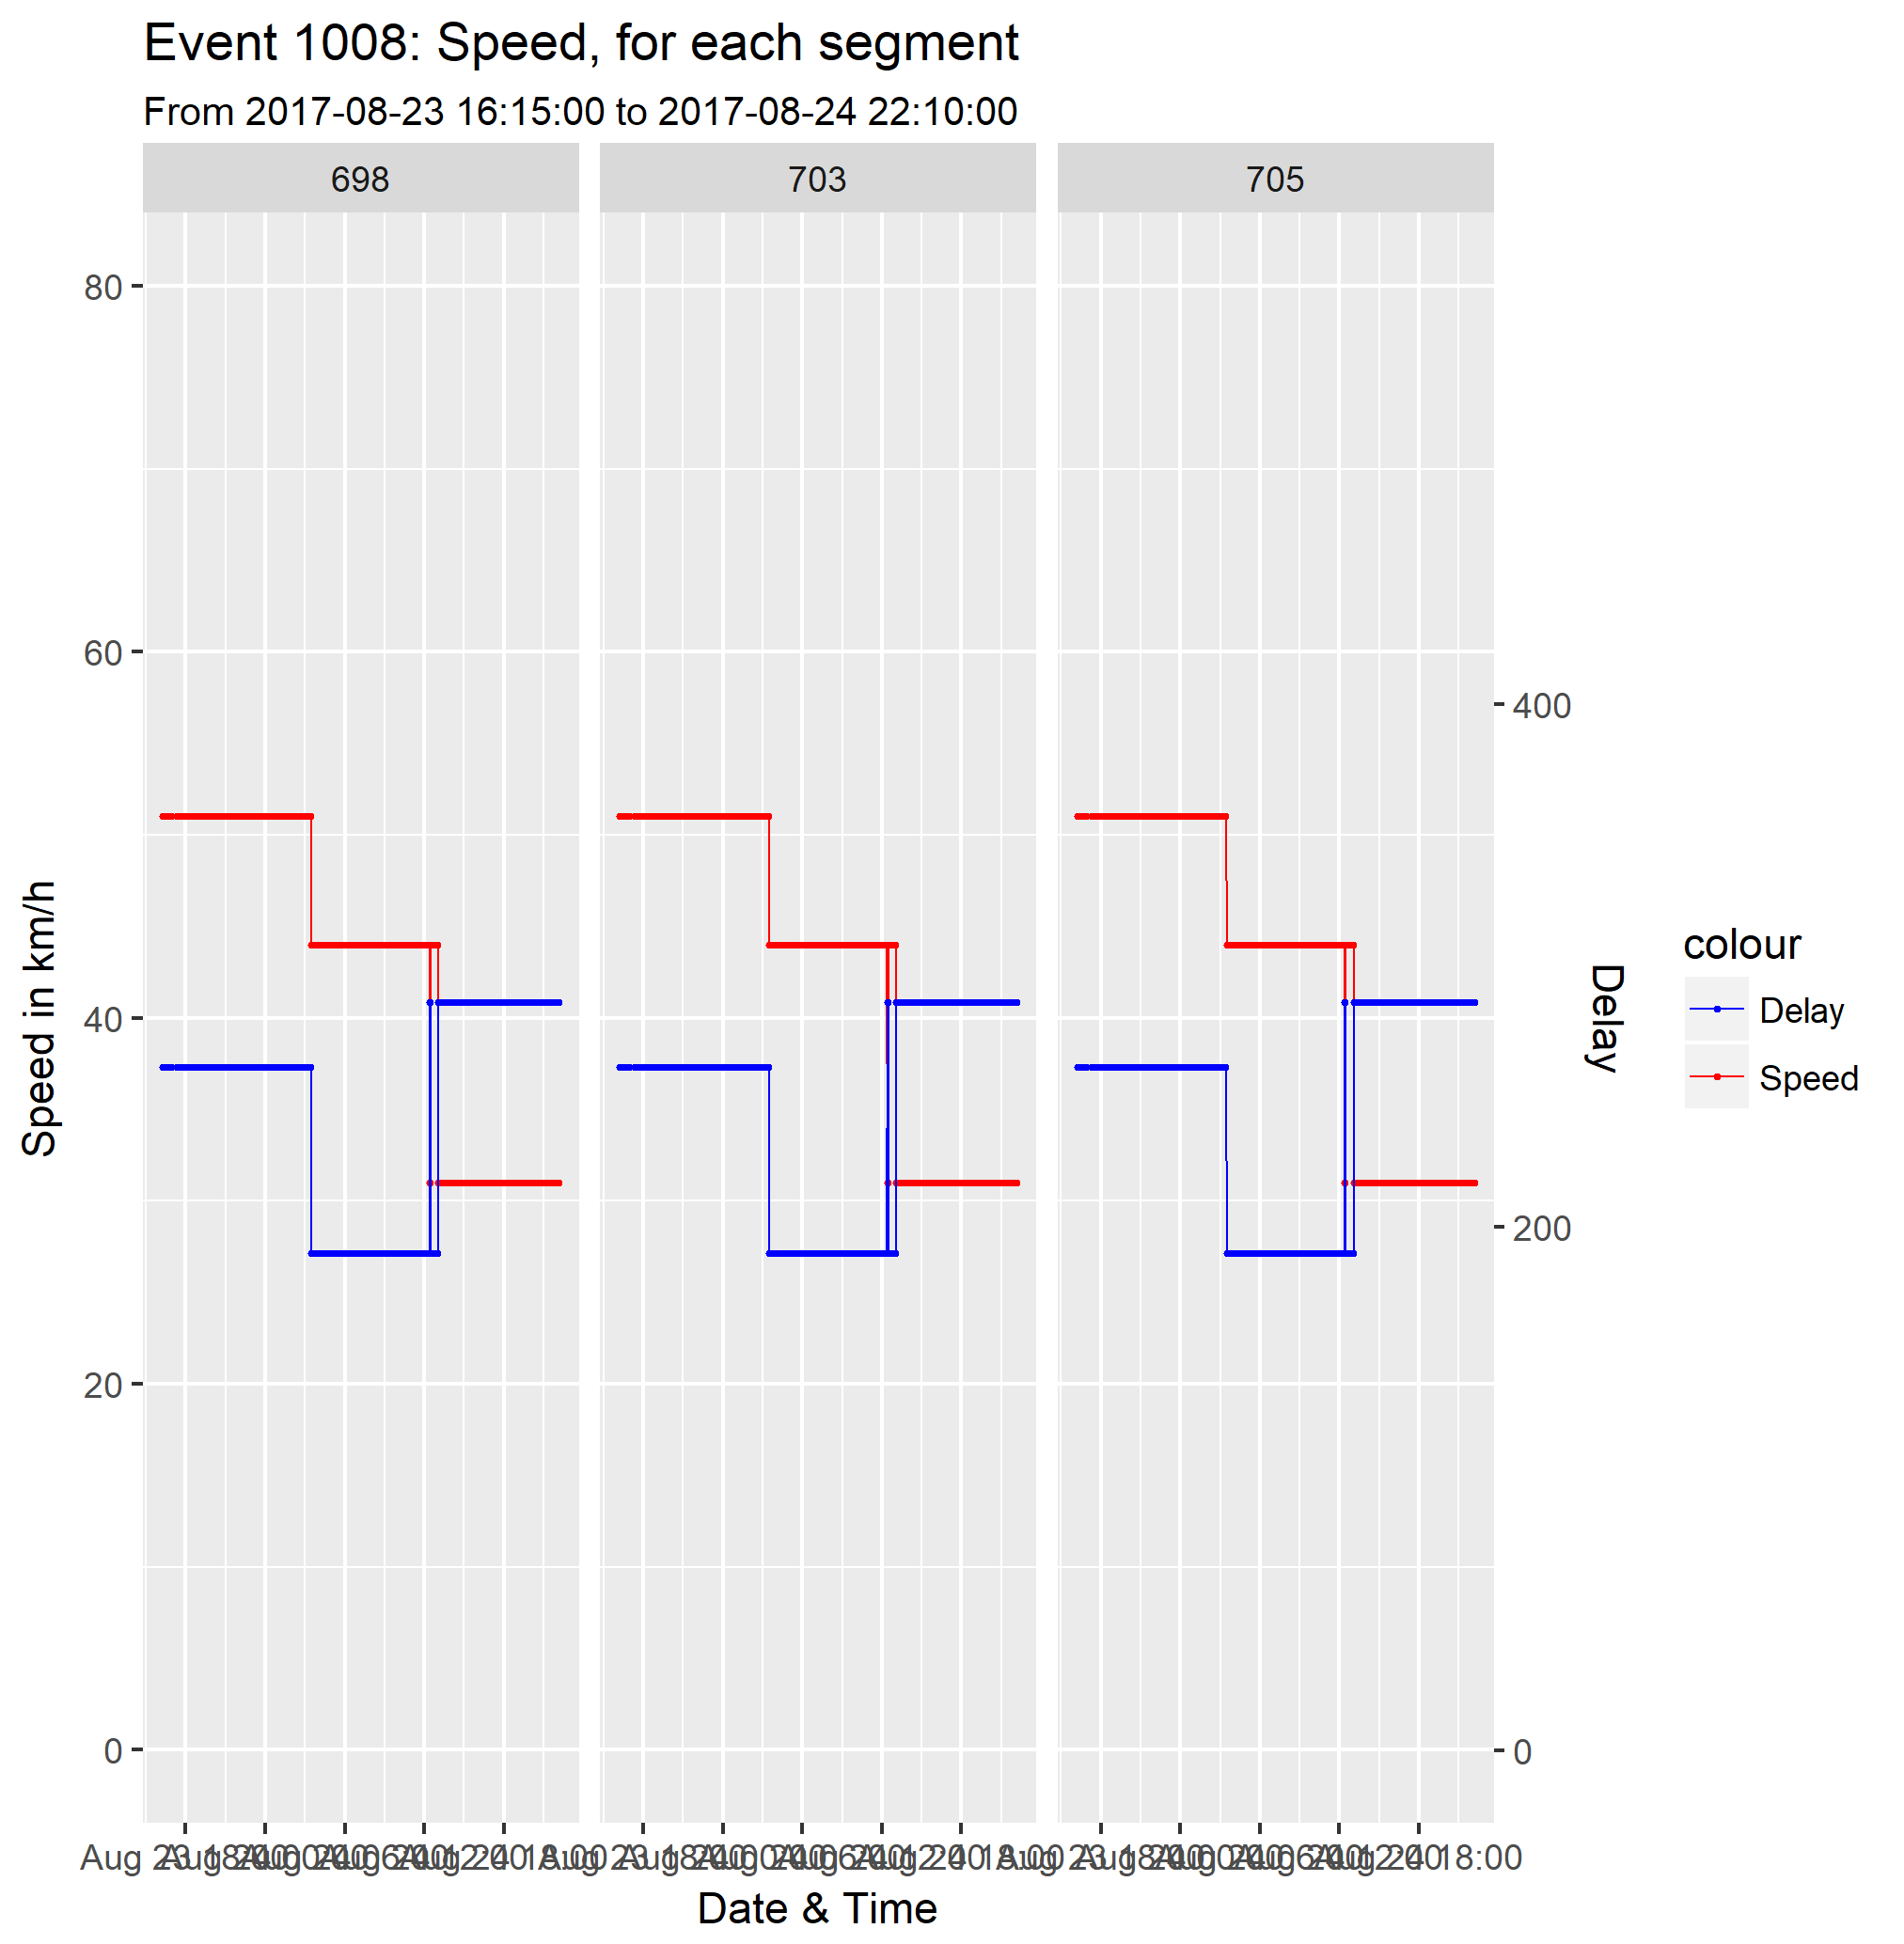 Event 1008: Speed, for each segment
From 2017-08-23 16:15:00 to 2017-08-24 22:10:00
698
703
705
80
60
40
20
0
Speed in km/h
400
200
0
Delay
colour
Delay
Speed
Aug 23
18:00
Date & Time